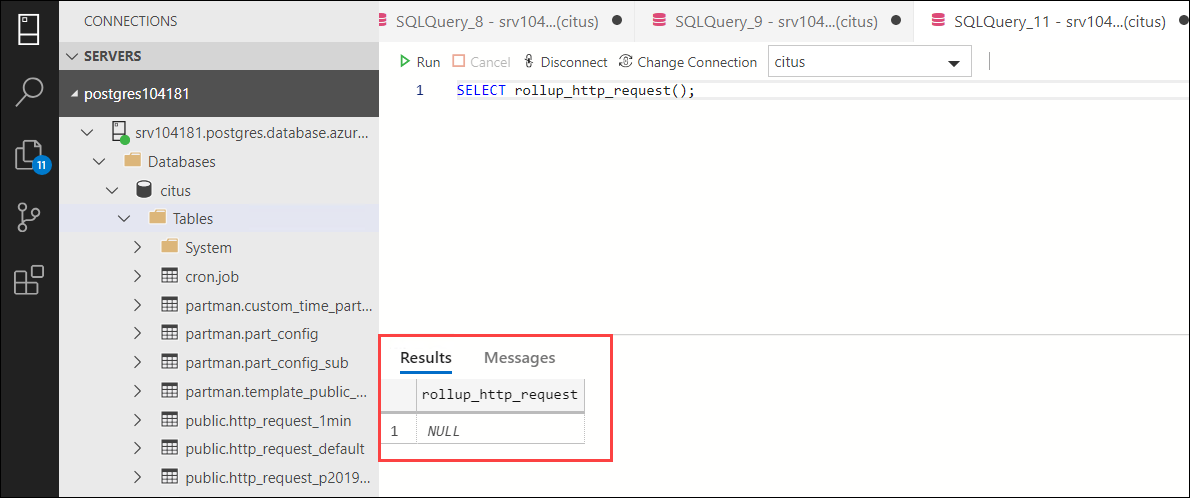 CONNECTIONS
SERVERS
postgres104181
srv104181.postgres.database.azur...
Databases
citus
Tables
System
cron.job
partman.custom_time_part...
partman.part_config
partman.part_config_sub
partman.template_public_...
public.http_request_1min
public.http_request_default
public.http_request_p2019...
11
SQLQuery_8 - srv104...(citus)
SQLQuery_9 - srv104...(citus)
SQLQuery_11 - srv104...(citus)
Run Cancel Disconnect Change Connection citus
1 SELECT rollup_http_request();
Results Messages
rollup_http_request
1 NULL